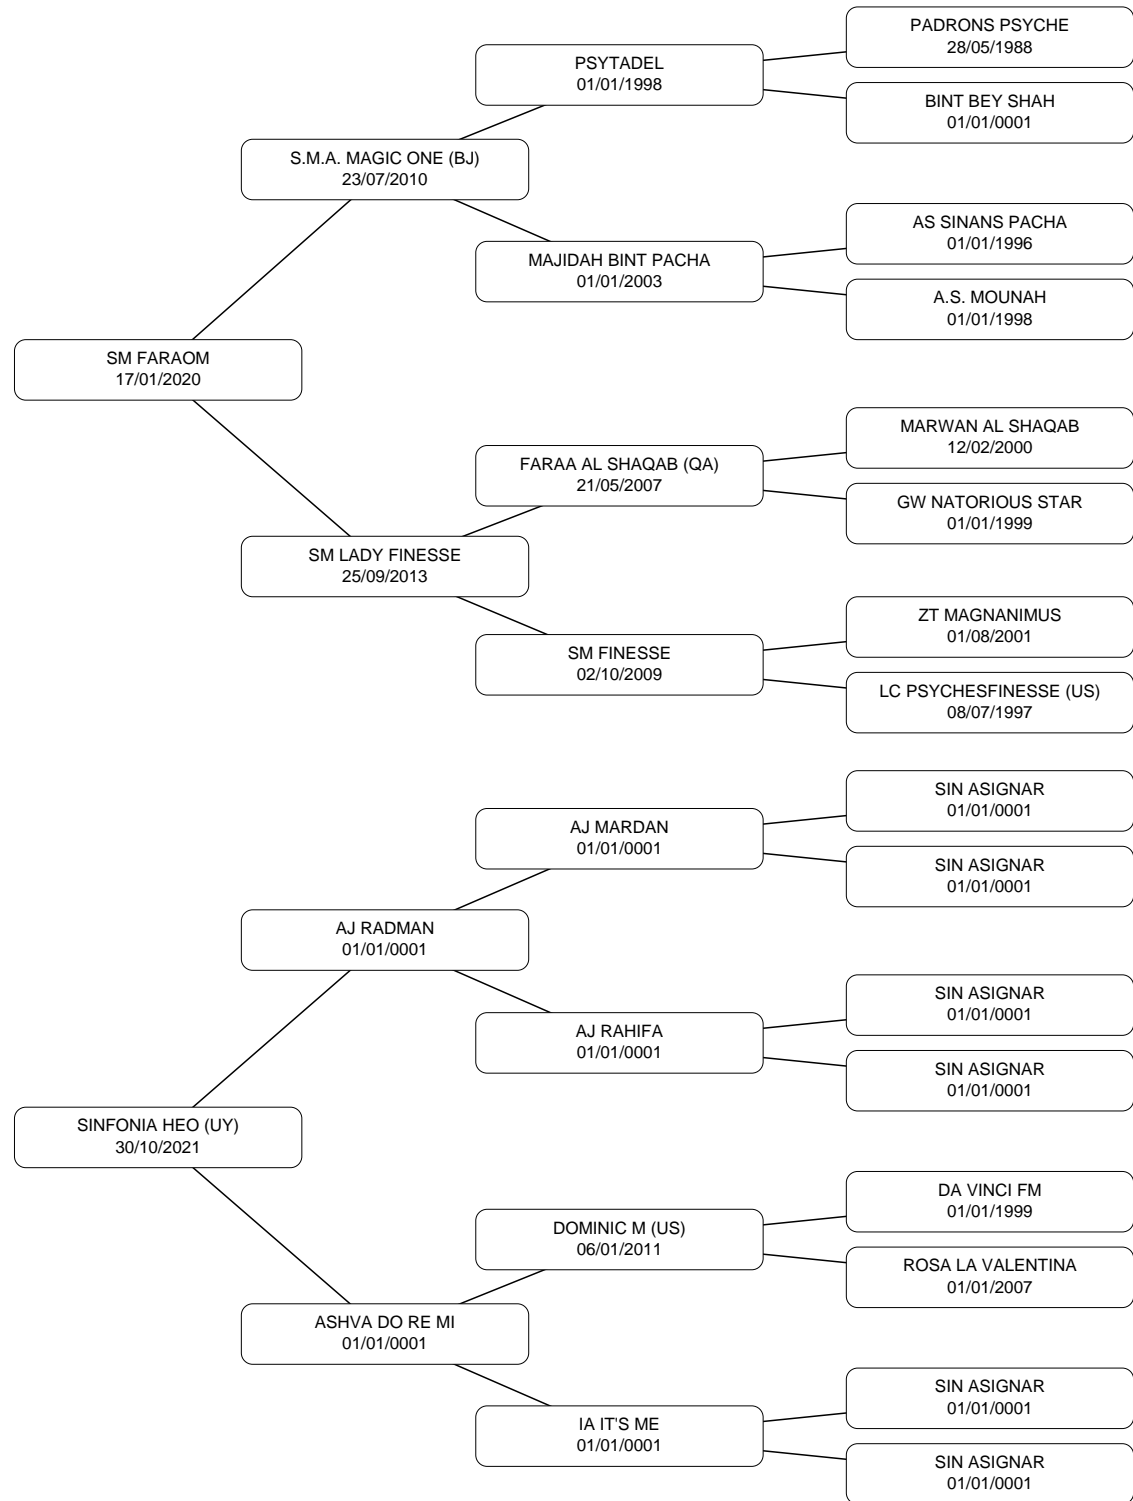 PADRONS PSYCHE
28/05/1988
PSYTADEL
01/01/1998
BINT BEY SHAH
01/01/0001
S.M.A. MAGIC ONE (BJ)
23/07/2010
AS SINANS PACHA
01/01/1996
MAJIDAH BINT PACHA
01/01/2003
A.S. MOUNAH
01/01/1998
SM FARAOM
17/01/2020
MARWAN AL SHAQAB
12/02/2000
FARAA AL SHAQAB (QA)
21/05/2007
GW NATORIOUS STAR
01/01/1999
SM LADY FINESSE
25/09/2013
ZT MAGNANIMUS
01/08/2001
SM FINESSE
02/10/2009
LC PSYCHESFINESSE (US)
08/07/1997
SIN ASIGNAR
01/01/0001
AJ MARDAN
01/01/0001
SIN ASIGNAR
01/01/0001
AJ RADMAN
01/01/0001
SIN ASIGNAR
01/01/0001
AJ RAHIFA
01/01/0001
SIN ASIGNAR
01/01/0001
SINFONIA HEO (UY)
30/10/2021
DA VINCI FM
01/01/1999
DOMINIC M (US)
06/01/2011
ROSA LA VALENTINA
01/01/2007
ASHVA DO RE MI
01/01/0001
SIN ASIGNAR
01/01/0001
IA IT'S ME
01/01/0001
SIN ASIGNAR
01/01/0001